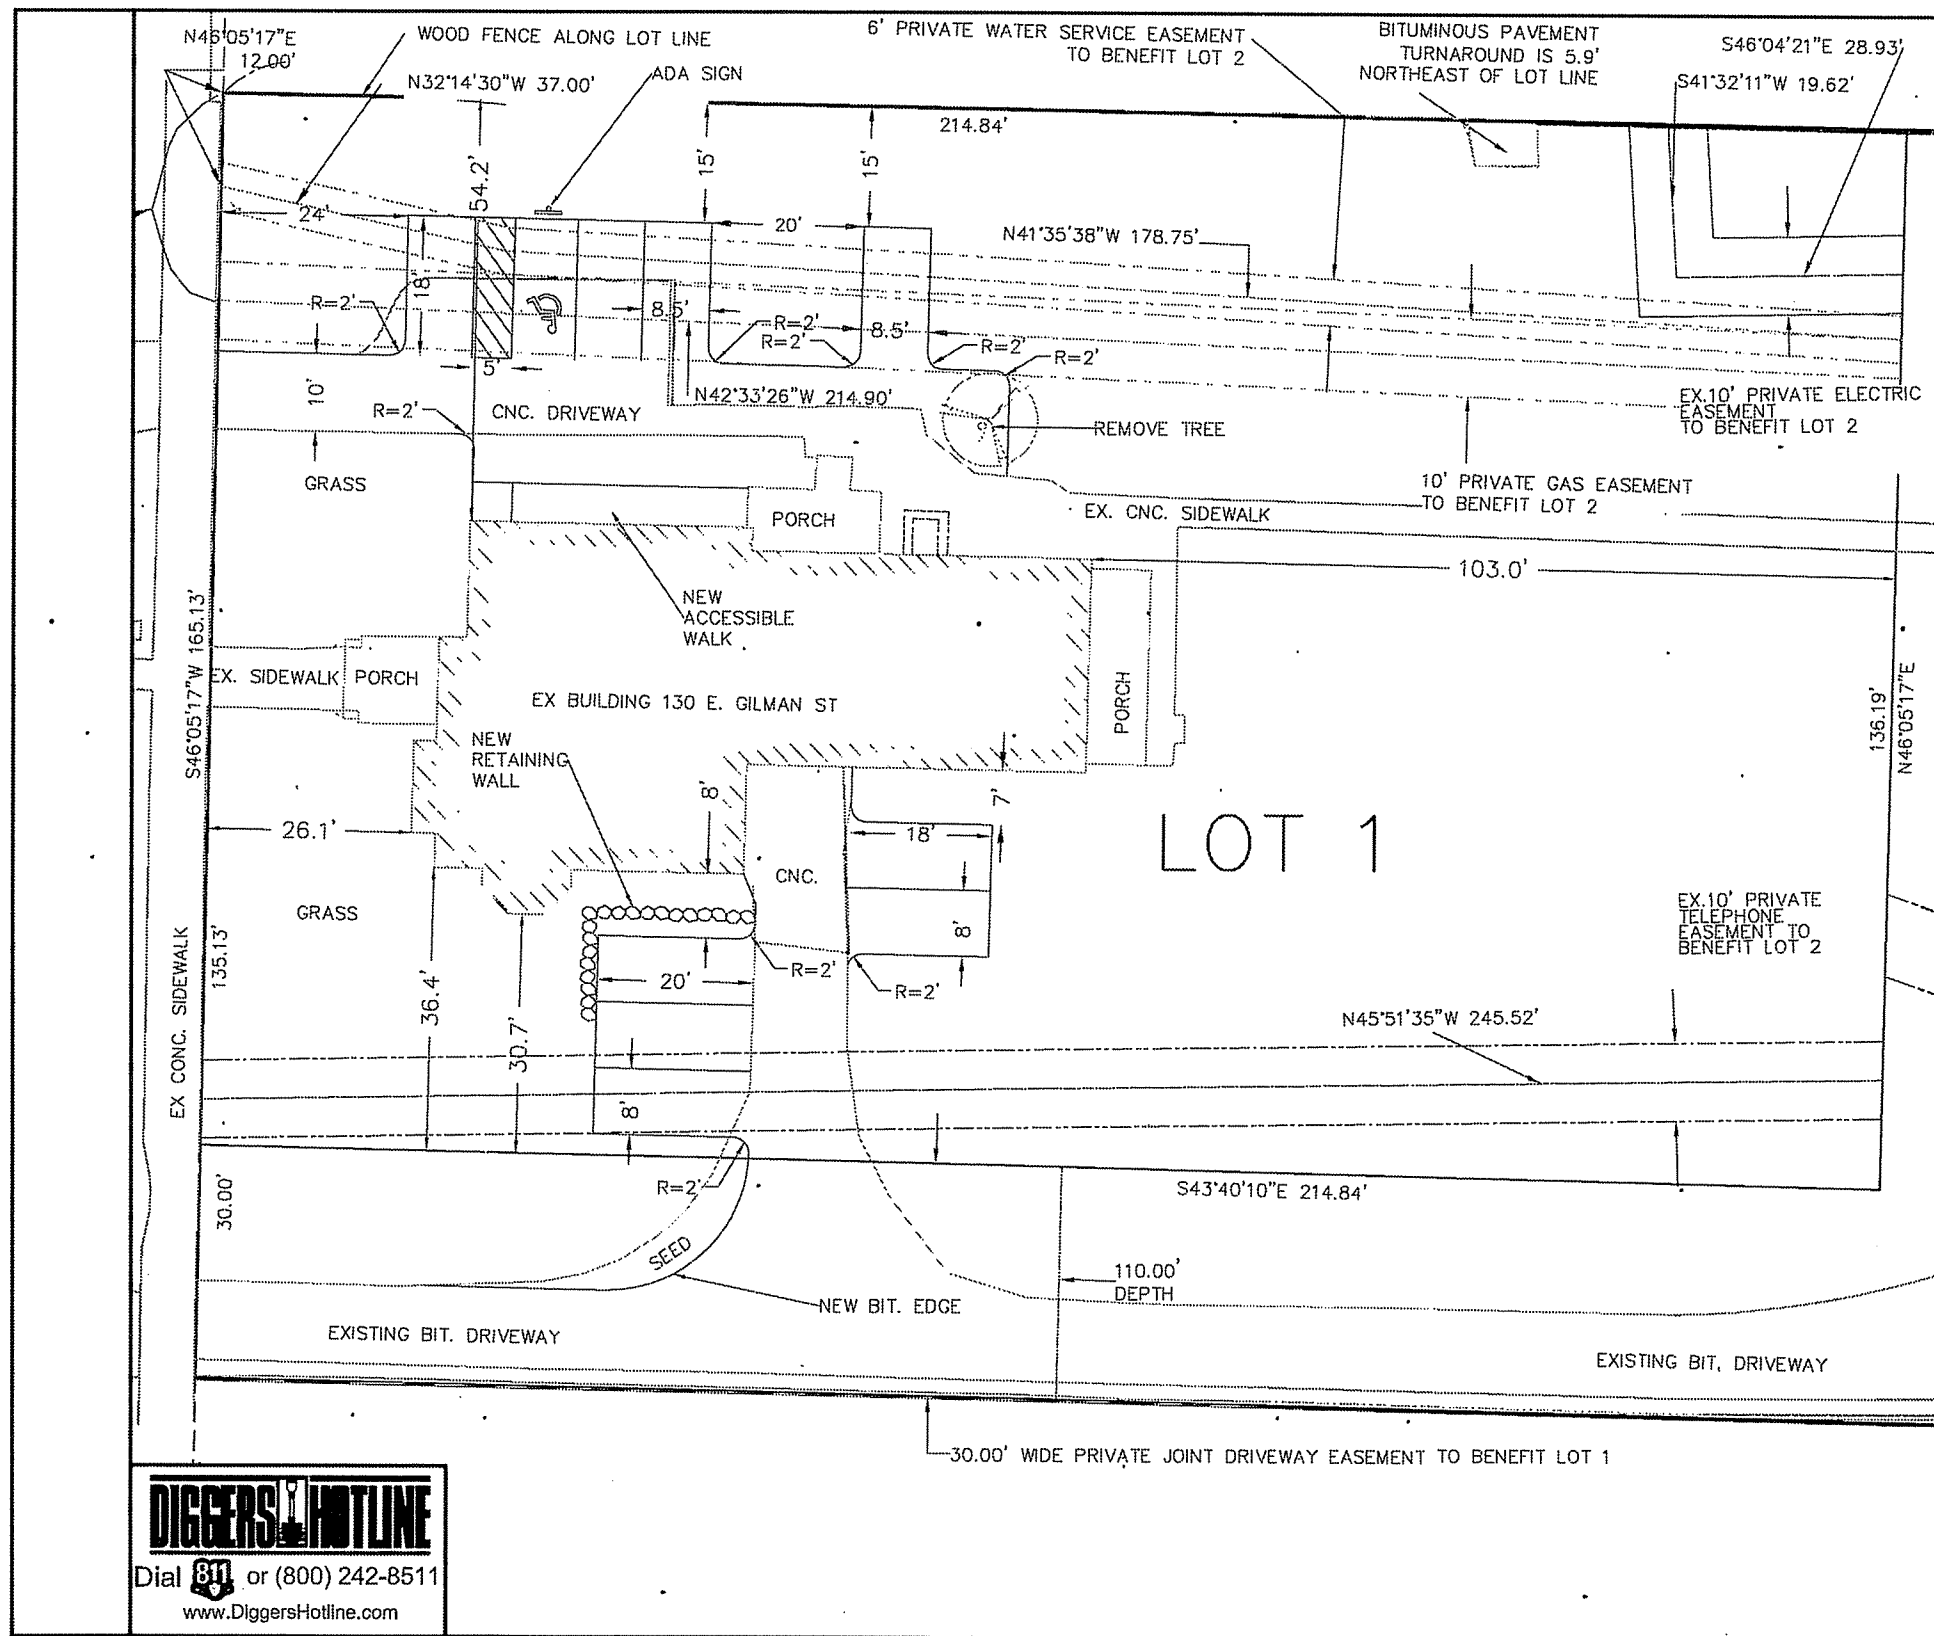 N46°05'17"E
12.00'
WOOD FENCE ALONG LOT LINE
N32°14'30"W 37.00'
ADA SIGN
6' PRIVATE WATER SERVICE EASEMENT
TO BENEFIT LOT 2
BITUMINOUS PAVEMENT
TURNAROUND IS 5.9'
NORTHEAST OF LOT LINE
S46°04'21"E 28.93'
S41°32'11"W 19.62'
214.84'
54.2'
15'
15'
24'
20'
N41°35'38"W 178.75'
18'
R=2'
8.5'
R=2'
R=2'
8.5'
R=2'
R=2'
5'
10'
R=2'
CNC. DRIVEWAY
N42°33'26"W 214.90'
REMOVE TREE
EX.10' PRIVATE ELECTRIC
EASEMENT
TO BENEFIT LOT 2
GRASS
10' PRIVATE GAS EASEMENT
TO BENEFIT LOT 2
PORCH
EX. CNC. SIDEWALK
103.0'
NEW
ACCESSIBLE
WALK
S46°05'17"W 165.13'
EX. SIDEWALK
PORCH
EX BUILDING 130 E. GILMAN ST
PORCH
136.19'
N46°05'17"E
NEW
RETAINING
WALL
8'
7'
26.1'
18'
LOT 1
CNC.
GRASS
8'
EX.10' PRIVATE
TELEPHONE
EASEMENT TO
BENEFIT LOT 2
EX CONC. SIDEWALK
135.13'
36.4'
30.7'
20'
R=2'
R=2'
N45°51'35"W 245.52'
8'
R=2'
S43°40'10"E 214.84'
30.00'
SEED
110.00'
DEPTH
NEW BIT. EDGE
EXISTING BIT. DRIVEWAY
EXISTING BIT, DRIVEWAY
30.00' WIDE PRIVATE JOINT DRIVEWAY EASEMENT TO BENEFIT LOT 1
DIGGERS HOTLINE
Dial 811 or (800) 242-8511
www.DiggersHotline.com